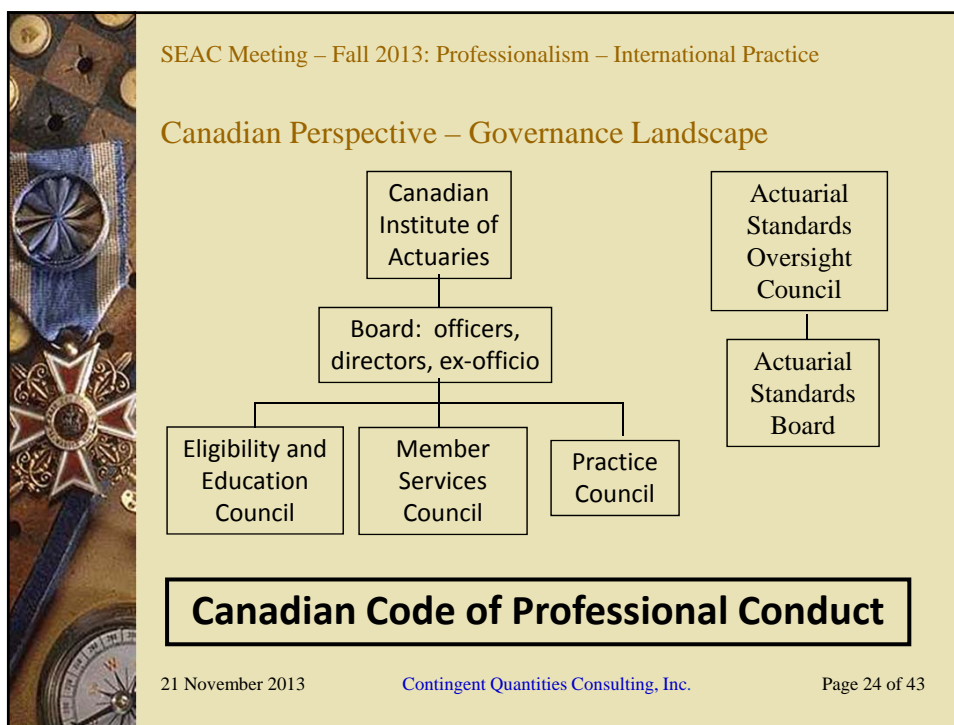 SEAC Meeting – Fall 2013: Professionalism – International Practice
Canadian Perspective – Governance Landscape
Canadian
Institute of
Actuaries
Board:  officers,
directors, ex-officio
Eligibility and
Education
Council
Member
Services
Council
Practice
Council
Actuarial
Standards
Oversight
Council
Actuarial
Standards
Board
Canadian Code of Professional Conduct
21 November 2013
Contingent Quantities Consulting, Inc.
Page 24 of 43